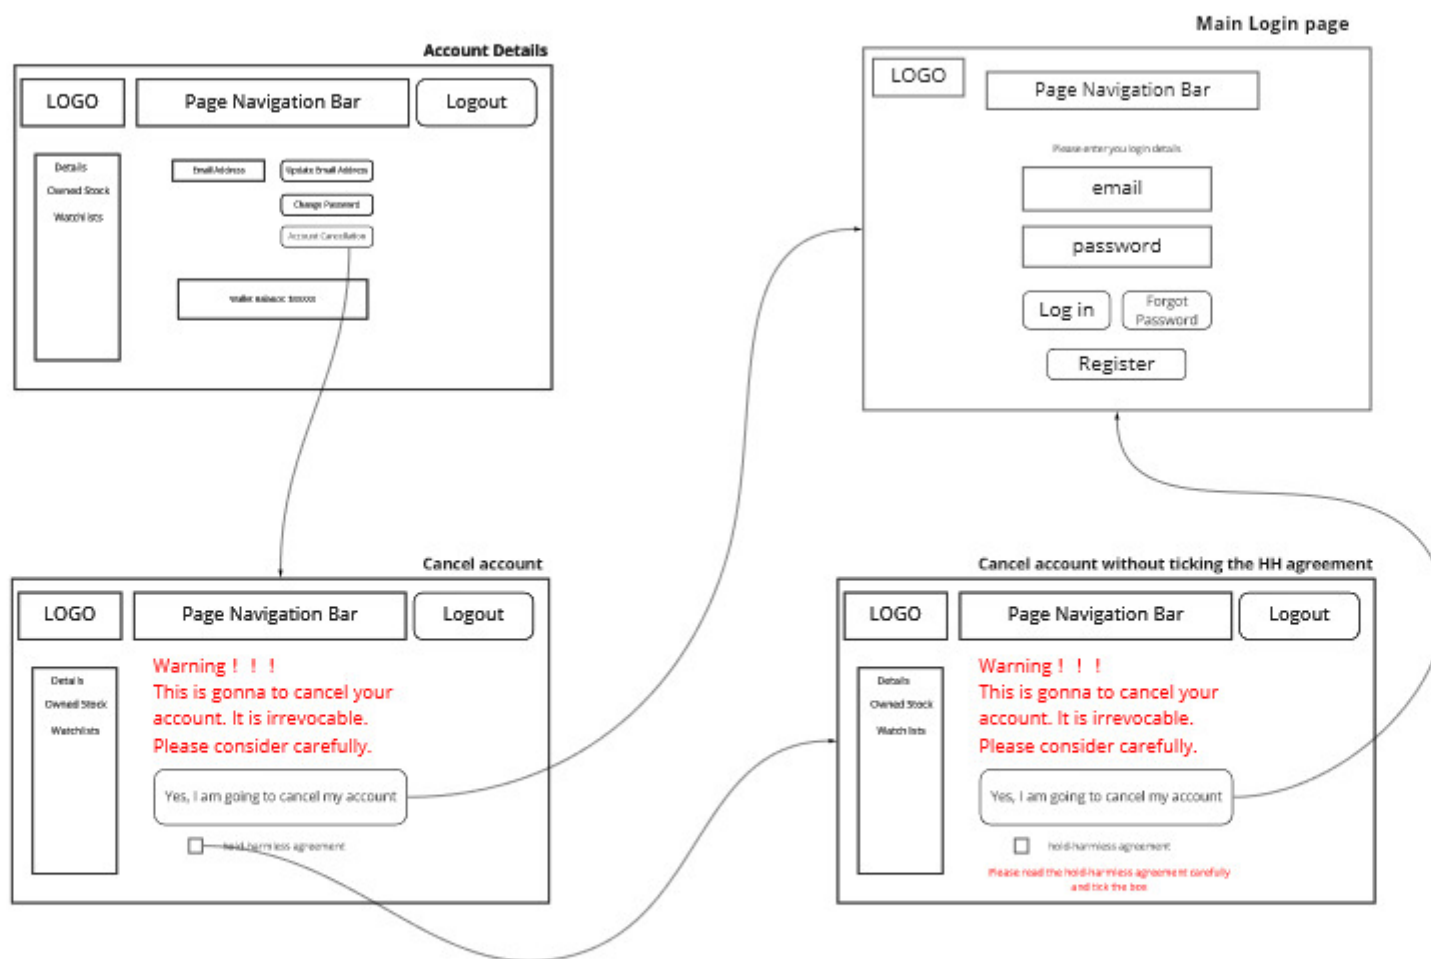 Account Details
LOGO
Page Navigation Bar
Logout
Details
Owned Stock
Watchlists
Email Address
Update Email Address
Change Password
Account Cancellation
Main Login page
LOGO
Page Navigation Bar
Please enter you login details
email
password
Log in
Forgot
Password
Register
Cancel account
LOGO
Page Navigation Bar
Logout
Details
Owned Stock
Watchlists
Warning！！！
This is gonna to cancel your
account. It is irrevocable.
Please consider carefully.
Yes, I am going to cancel my account
hold-harmless agreement
Cancel account without ticking the HH agreement
LOGO
Page Navigation Bar
Logout
Details
Owned Stock
Watchlists
Warning！！！
This is gonna to cancel your
account. It is irrevocable.
Please consider carefully.
Yes, I am going to cancel my account
hold-harmless agreement
Please read the hold-harmless agreement carefully
and tick the box